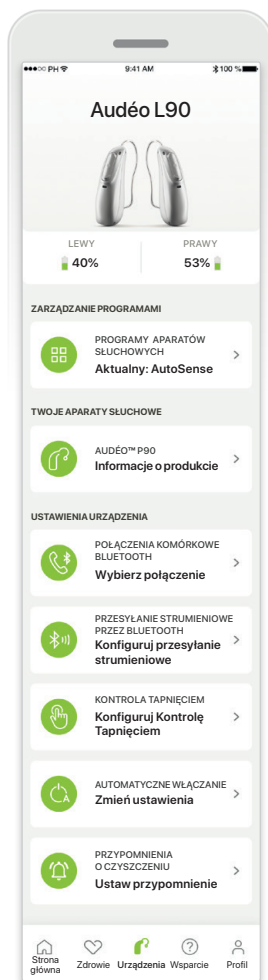 PH 9:41 AM 100 %
Audéo L90
LEWY PRAWY
40% 53%
ZARZĄDZANIE PROGRAMAMI
PROGRAMY APARATÓW
SŁUCHOWYCH
Aktualny: AutoSense
TWOJE APARATY SŁUCHOWE
AUDÉO™ P90
Informacje o produkcie
USTAWIENIA URZĄDZENIA
POŁĄCZENIA KOMÓRKOWE
BLUETOOTH
Wybierz połączenie
PRZESYŁANIE STRUMIENIOWE
PRZEZ BLUETOOTH
Konfiguruj przesyłanie
strumieniowe
KONTROLA TAPNIĘCIEM
Konfiguruj Kontrolę
Tapnięciem
AUTOMATYCZNE WŁĄCZANIE
Zmień ustawienia
PRZYPOMNIENIA
O CZYSZCZENIU
Ustaw przypomnienie
Strona
główna Zdrowie Urządzenia Wsparcie Profil